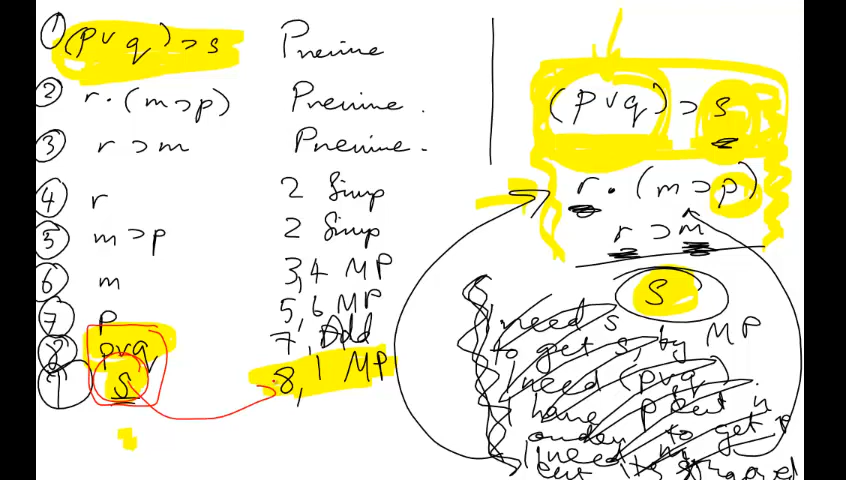 ① (p v q) ⊃ s Premise
② r · (m ⊃ p) Premise.
③ r ⊃ m Premise.
④ r 2 Simp
⑤ m ⊃ p 2 Simp
⑥ m 3,4 MP
⑦ p 5,6 MP
⑧ p v q 7, Add
⑨ s 8, 1 MP
(p v q) ⊃ s
r · (m ⊃ p)
r ⊃ m
s
need s
to get s, by MP
need (p v q)
have p but in
order to get p
I need m
but